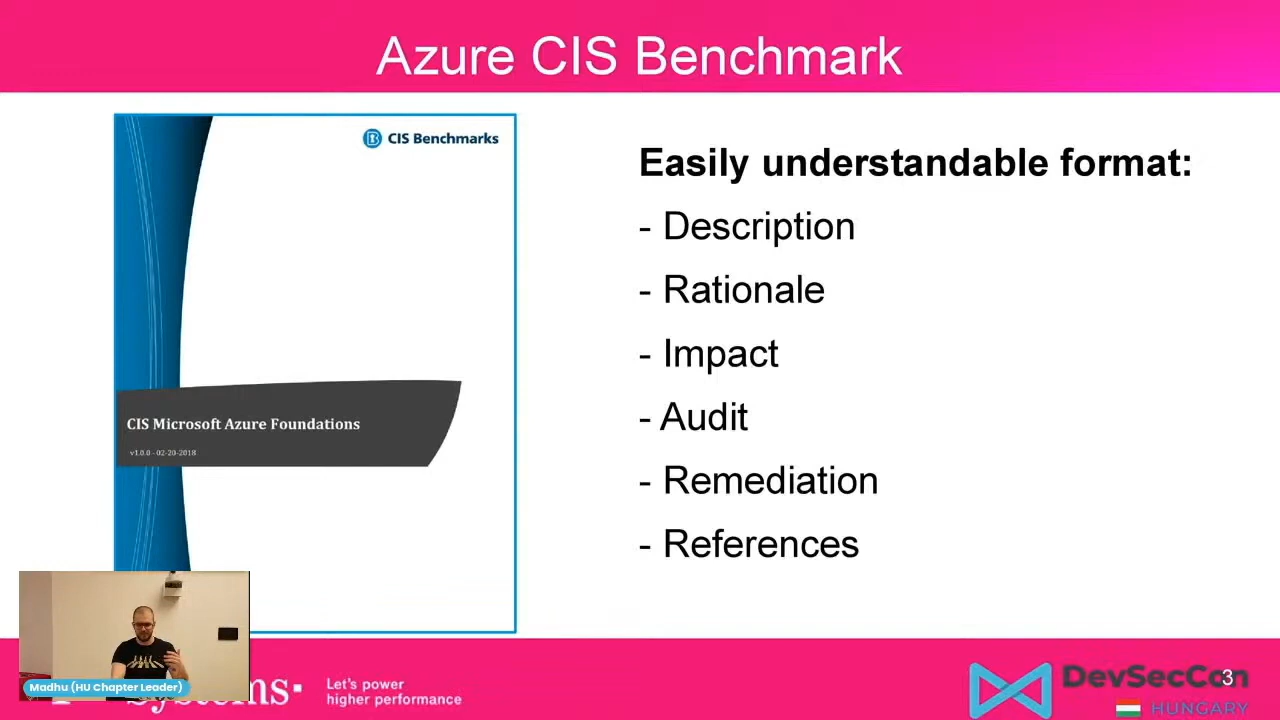 Azure CIS Benchmark
CIS Benchmarks
CIS Microsoft Azure Foundations
v1.0.0 - 02-20-2018
Easily understandable format:
- Description
- Rationale
- Impact
- Audit
- Remediation
- References
Madhu (HU Chapter Leader)
Let's power
higher performance
DevSecCon
3
HUNGARY